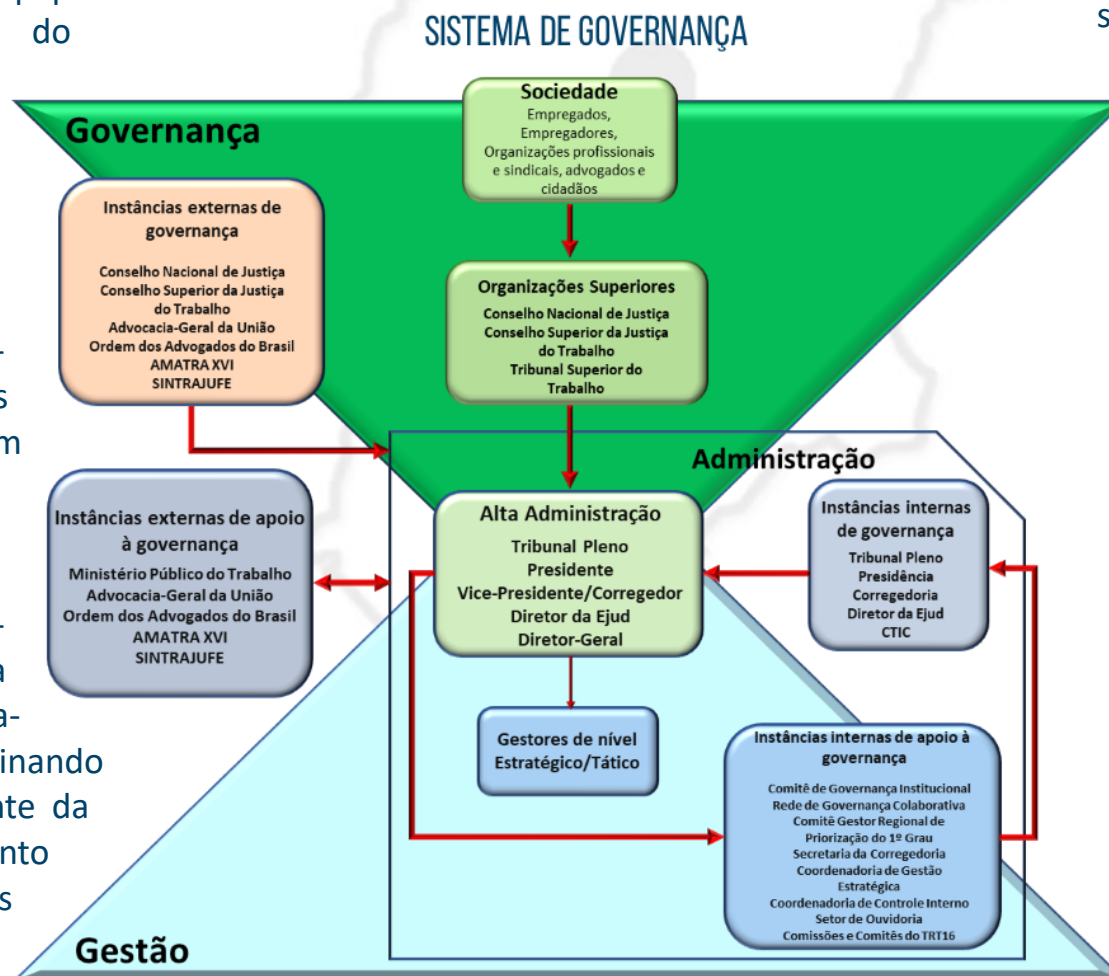 do
s
SISTEMA DE GOVERNANÇA
Governança
Sociedade
Empregados,
Empregadores,
Organizações profissionais
e sindicais, advogados e
cidadãos
Instâncias externas de
governança
Conselho Nacional de Justiça
Conselho Superior da Justiça
do Trabalho
Advocacia-Geral da União
Ordem dos Advogados do Brasil
AMATRA XVI
SINTRAJUFE
Organizações Superiores
Conselho Nacional de Justiça
Conselho Superior da Justiça
do Trabalho
Tribunal Superior do
Trabalho
s
m
Administração
Instâncias externas de apoio
à governança
Ministério Público do Trabalho
Advocacia-Geral da União
Ordem dos Advogados do Brasil
AMATRA XVI
SINTRAJUFE
Alta Administração
Tribunal Pleno
Presidente
Vice-Presidente/Corregedor
Diretor da Ejud
Diretor-Geral
Instâncias internas
de governança
Tribunal Pleno
Presidência
Corregedoria
Diretor da Ejud
CTIC
a-
inando
te da
nto
s
Gestores de nível
Estratégico/Tático
Instâncias internas de apoio à
governança
Comitê de Governança Institucional
Rede de Governança Colaborativa
Comitê Gestor Regional de
Priorização do 1º Grau
Secretaria da Corregedoria
Coordenadoria de Gestão
Estratégica
Coordenadoria de Controle Interno
Setor de Ouvidoria
Comissões e Comitês do TRT16
Gestão